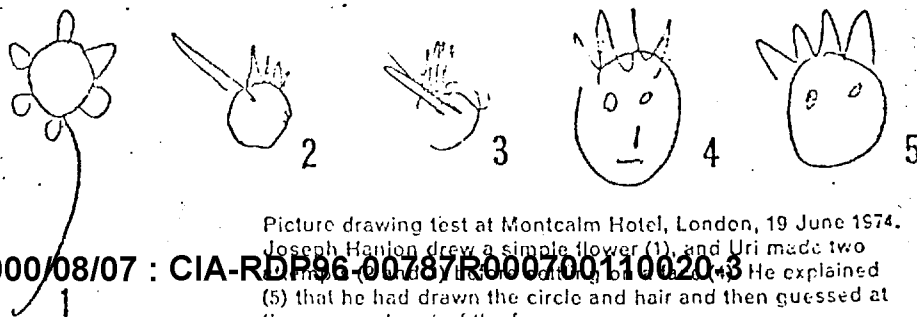 2
3
4
5
1
Picture drawing test at Montcalm Hotel, London, 19 June 1974.
Joseph Hanlon drew a simple flower (1), and Uri made two
000/08/07 : CIA-RDP96-00787R000700110020-3
He explained
(5) that he had drawn the circle and hair and then guessed at